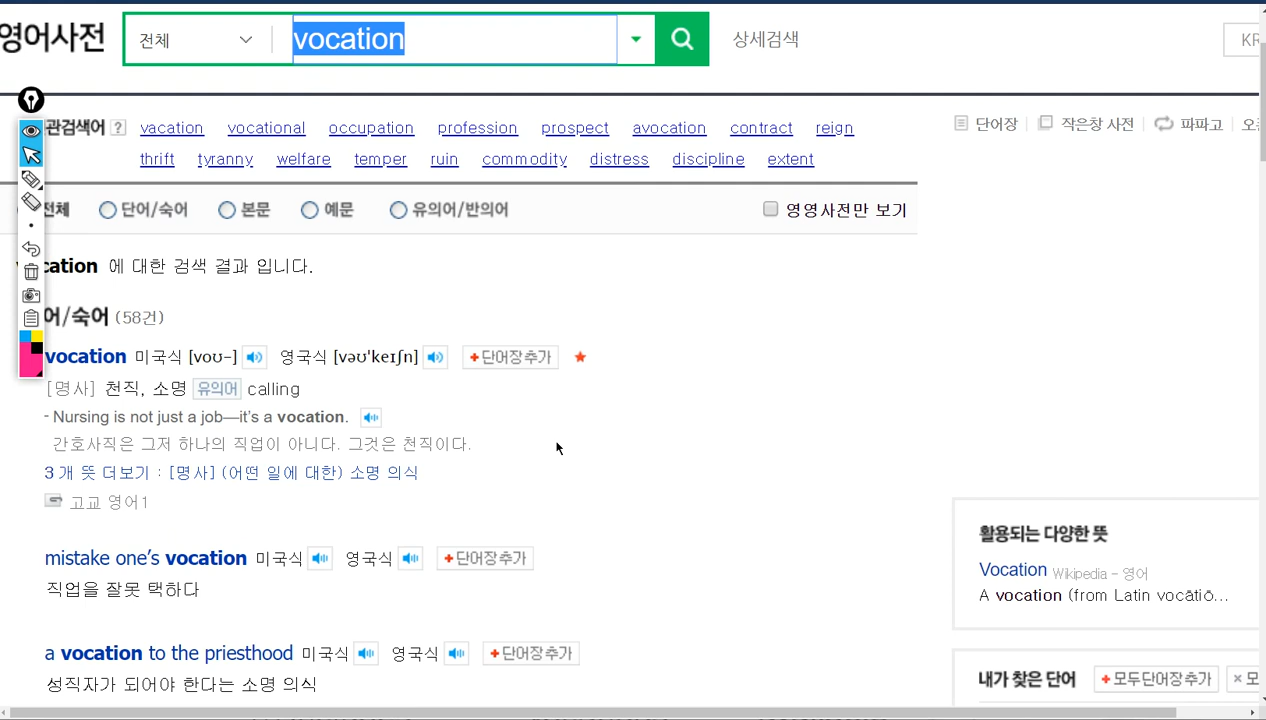 영어사전 전체 vocation 상세검색 KR
관검색어 ? vacation vocational occupation profession prospect avocation contract reign 단어장 작은창 사전 파파고 오
thrift tyranny welfare temper ruin commodity distress discipline extent
전체 단어/숙어 본문 예문 유의어/반의어 영영사전만 보기
vocation 에 대한 검색 결과 입니다.
어/숙어 (58건)
vocation 미국식 [voʊ-] 영국식 [vəʊˈkeɪʃn] +단어장추가
[명사] 천직, 소명 유의어 calling
- Nursing is not just a job—it's a vocation.
간호사직은 그저 하나의 직업이 아니다. 그것은 천직이다.
3개 뜻 더보기 : [명사] (어떤 일에 대한) 소명 의식
고교 영어1
mistake one's vocation 미국식 영국식 +단어장추가
직업을 잘못 택하다
a vocation to the priesthood 미국식 영국식 +단어장추가
성직자가 되어야 한다는 소명 의식
활용되는 다양한 뜻
Vocation Wikipedia - 영어
A vocation (from Latin vocātiō...
내가 찾은 단어 +모두단어장추가 × 모